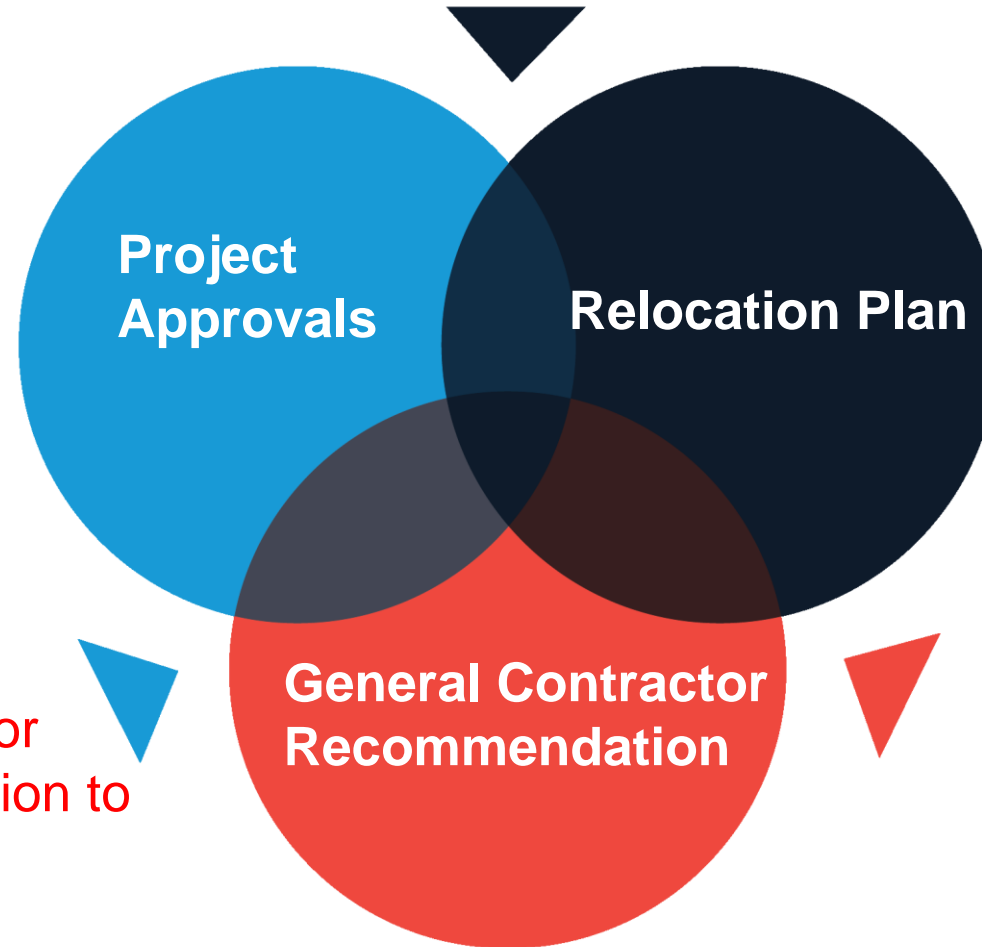 Project
Approvals
Relocation Plan
General Contractor
Recommendation
or
ion to